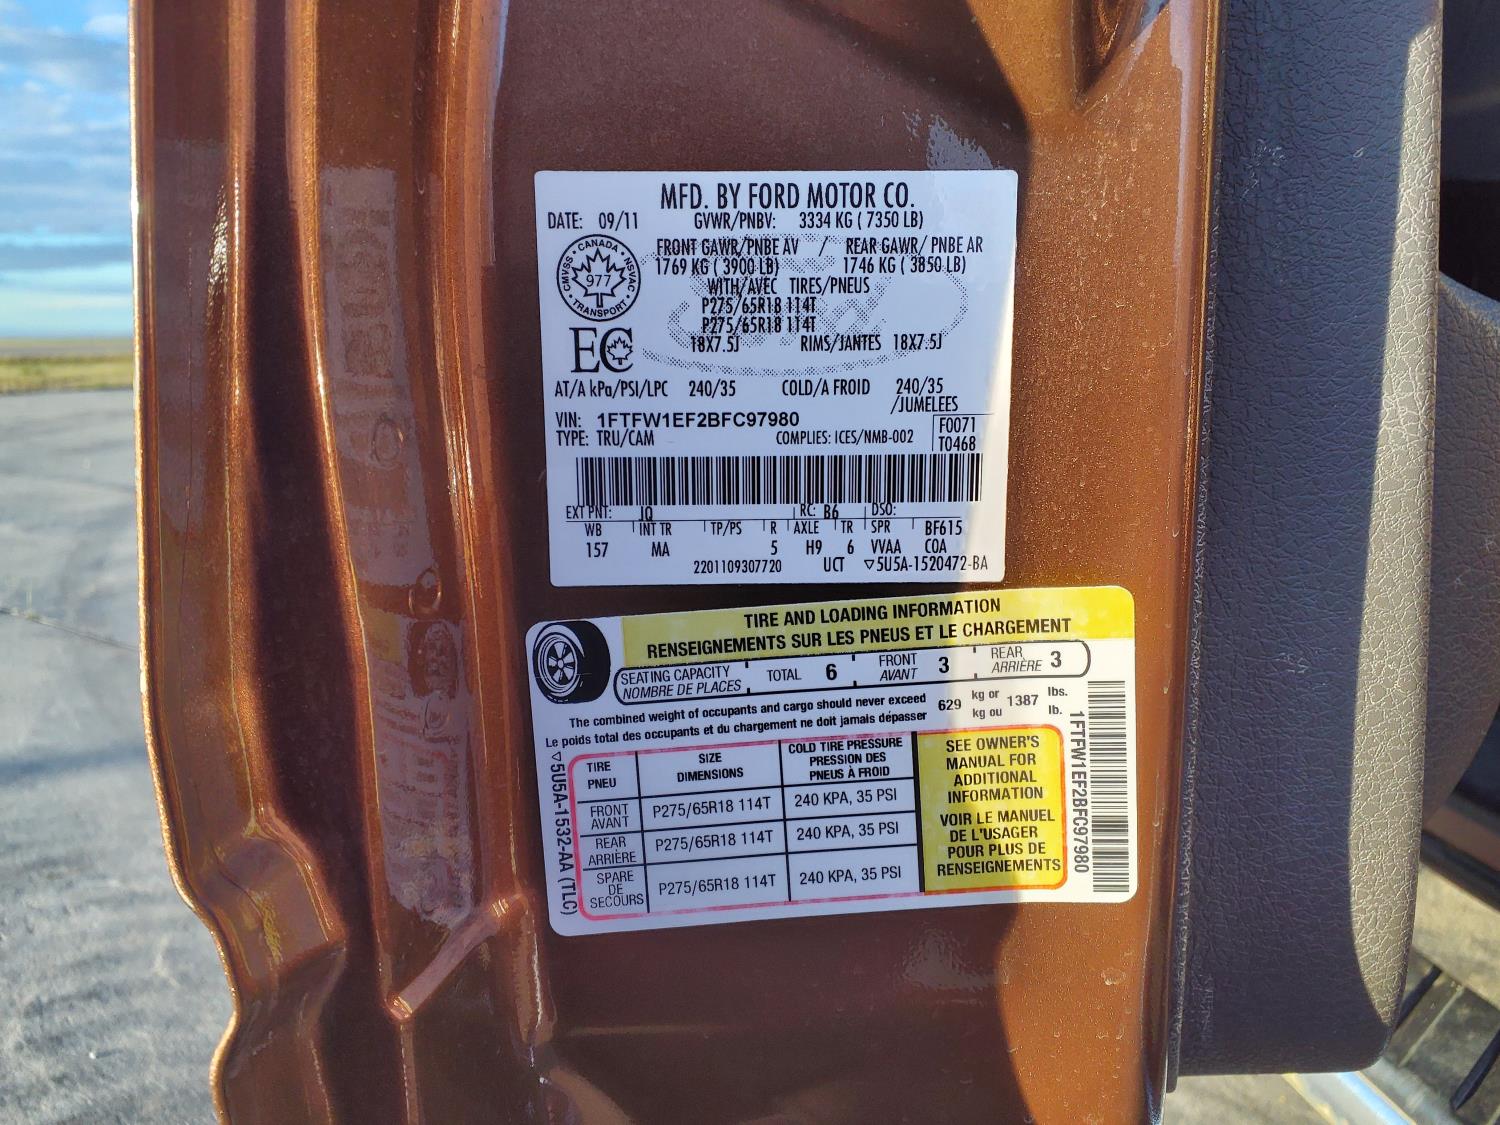 MFD. BY FORD MOTOR CO.
DATE: 09/11 GVWR/PNBV: 3334 KG ( 7350 LB)
FRONT GAWR/PNBE AV / REAR GAWR/ PNBE AR
1769 KG ( 3900 LB) 1746 KG ( 3850 LB)
WITH/AVEC TIRES/PNEUS
P275/65R18 114T
P275/65R18 114T
18X7.5J RIMS/JANTES 18X7.5J
CANADA
CMVSS NSVAC
977
TRANSPORT
EC
AT/A kPa/PSI/LPC 240/35 COLD/A FROID 240/35
/JUMELEES
VIN: 1FTFW1EF2BFC97980
F0071
TYPE: TRU/CAM COMPLIES: ICES/NMB-002
T0468
EXT PNT: JQ RC: B6 DSO:
WB INT TR TP/PS R AXLE TR SPR BF615
157 MA 5 H9 6 VVAA COA
2201109307720 UCT ▽5U5A-1520472-BA
TIRE AND LOADING INFORMATION
RENSEIGNEMENTS SUR LES PNEUS ET LE CHARGEMENT
SEATING CAPACITY TOTAL 6 FRONT 3 REAR 3
NOMBRE DE PLACES AVANT ARRIÈRE
The combined weight of occupants and cargo should never exceed 629 kg or 1387 lbs.
Le poids total des occupants et du chargement ne doit jamais dépasser kg ou lb.
TIRE SIZE COLD TIRE PRESSURE
PNEU DIMENSIONS PRESSION DES
PNEUS À FROID
FRONT P275/65R18 114T 240 KPA, 35 PSI
AVANT
REAR P275/65R18 114T 240 KPA, 35 PSI
ARRIÈRE
SPARE
DE P275/65R18 114T 240 KPA, 35 PSI
SECOURS
SEE OWNER'S
MANUAL FOR
ADDITIONAL
INFORMATION
VOIR LE MANUEL
DE L'USAGER
POUR PLUS DE
RENSEIGNEMENTS
▽5U5A-1532-AA (TLC)
1FTFW1EF2BFC97980